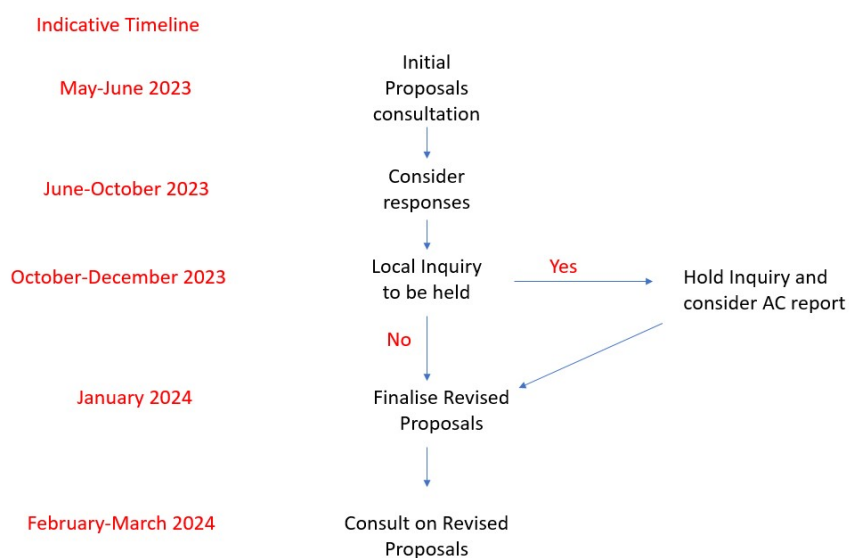 Indicative Timeline
May-June 2023
Initial
Proposals
consultation
June-October 2023
Consider
responses
October-December 2023
Local Inquiry
to be held
Yes
Hold Inquiry and
consider AC report
No
January 2024
Finalise Revised
Proposals
February-March 2024
Consult on Revised
Proposals